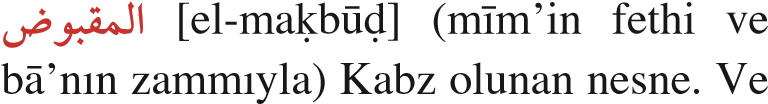 المقبوض [el-maḳbūḍ] (mīm’in fethi ve
bā’nın zammıyla) Kabz olunan nesne. Ve